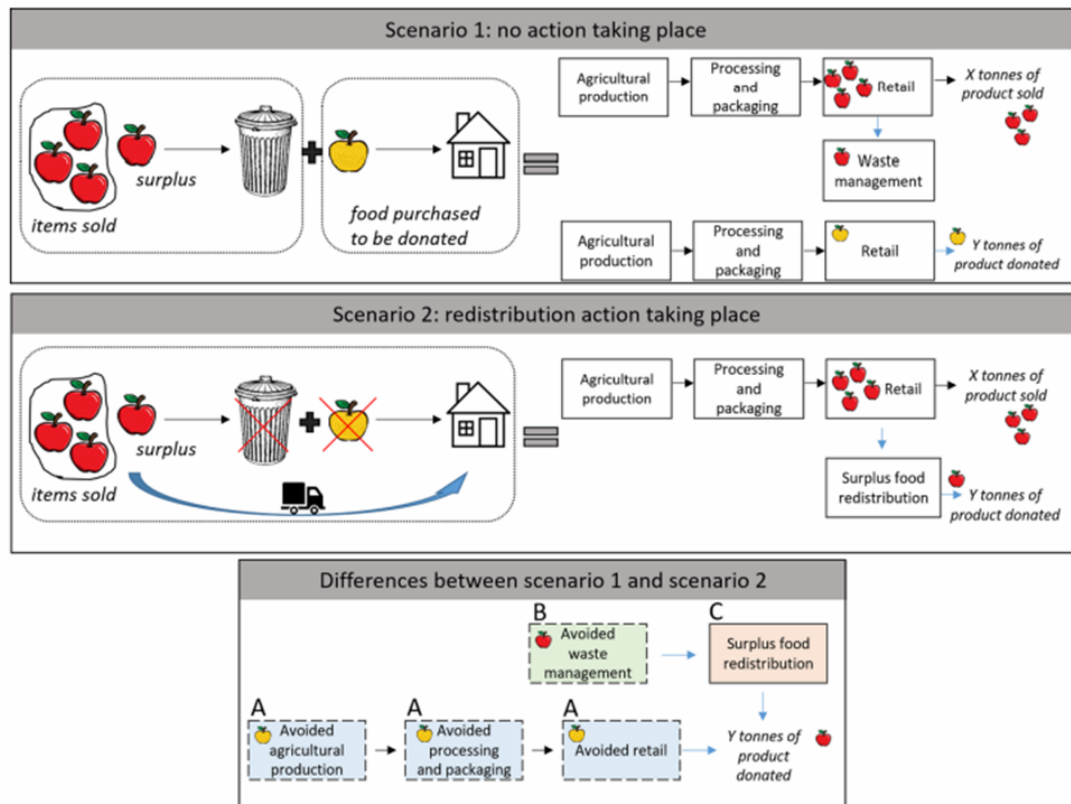 Scenario 1: no action taking place
items sold
surplus
food purchased
to be donated
Agricultural
production
Processing
and
packaging
Retail
X tonnes of
product sold
Waste
management
Agricultural
production
Processing
and
packaging
Retail
Y tonnes of
product donated
Scenario 2: redistribution action taking place
items sold
surplus
Agricultural
production
Processing
and
packaging
Retail
X tonnes of
product sold
Surplus food
redistribution
Y tonnes of
product donated
Differences between scenario 1 and scenario 2
B
Avoided
waste
management
C
Surplus food
redistribution
A
Avoided
agricultural
production
A
Avoided
processing
and packaging
A
Avoided retail
Y tonnes of
product
donated